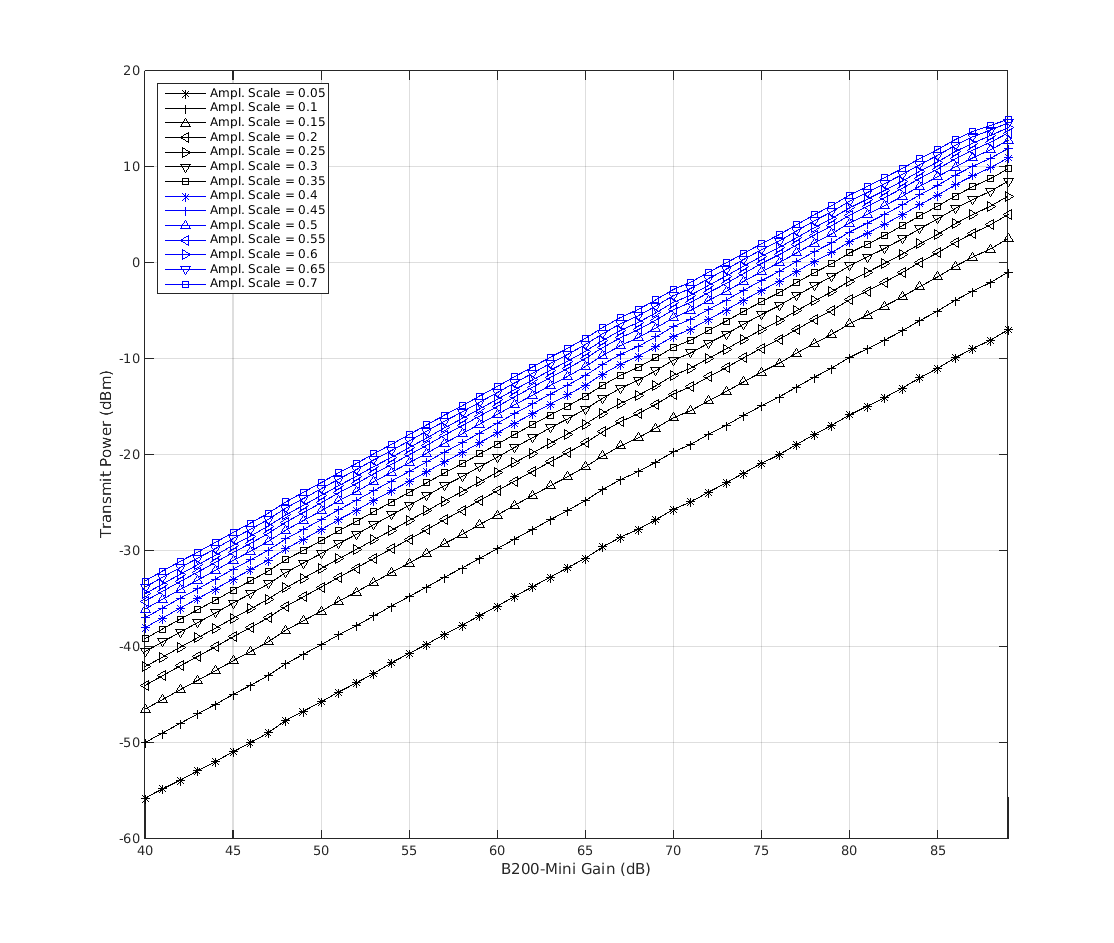 20
10
0
-10
-20
-30
-40
-50
-60
Transmit Power (dBm)
Ampl. Scale = 0.05
Ampl. Scale = 0.1
Ampl. Scale = 0.15
Ampl. Scale = 0.2
Ampl. Scale = 0.25
Ampl. Scale = 0.3
Ampl. Scale = 0.35
Ampl. Scale = 0.4
Ampl. Scale = 0.45
Ampl. Scale = 0.5
Ampl. Scale = 0.55
Ampl. Scale = 0.6
Ampl. Scale = 0.65
Ampl. Scale = 0.7
40 45 50 55 60 65 70 75 80 85
B200-Mini Gain (dB)